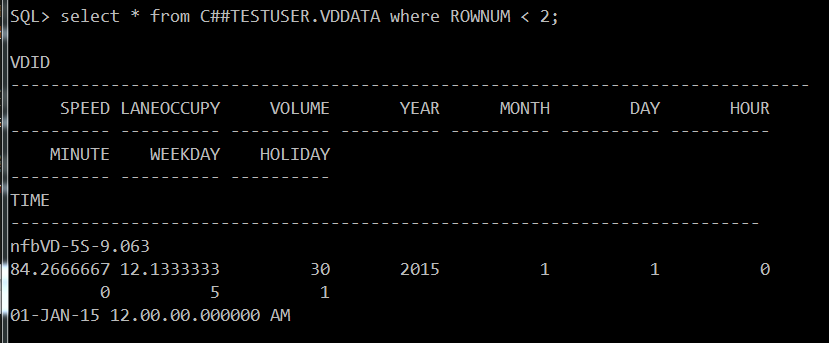 SQL> select * from C##TESTUSER.VDDATA where ROWNUM < 2;
VDID
--------------------------------------------------------------------------------
     SPEED LANEOCCUPY     VOLUME       YEAR      MONTH        DAY       HOUR
---------- ---------- ---------- ---------- ---------- ---------- ----------
    MINUTE    WEEKDAY    HOLIDAY
---------- ---------- ----------
TIME
---------------------------------------------------------------------------
nfbVD-5S-9.063
84.2666667 12.1333333         30       2015          1          1          0
         0          5          1
01-JAN-15 12.00.00.000000 AM